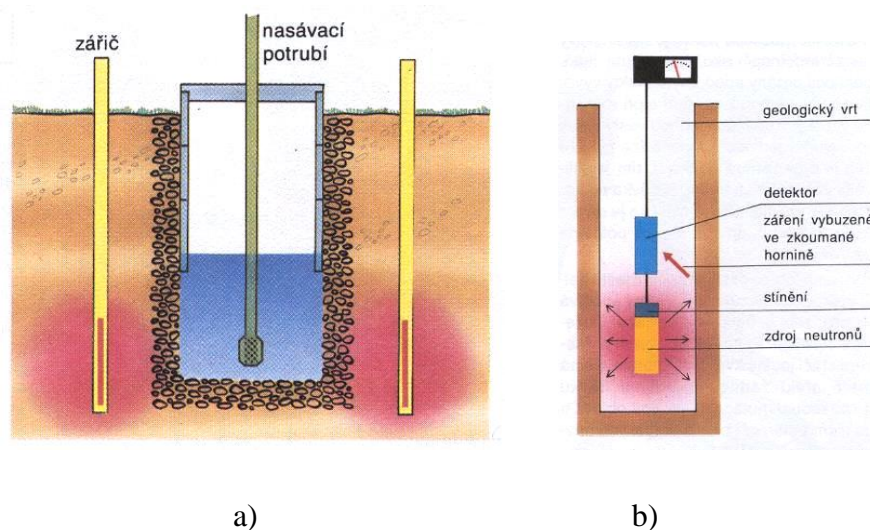 zářič
nasávací
potrubí
geologický vrt
detektor
záření vybuzené
ve zkoumané
hornině
stínění
zdroj neutronů
a)
b)